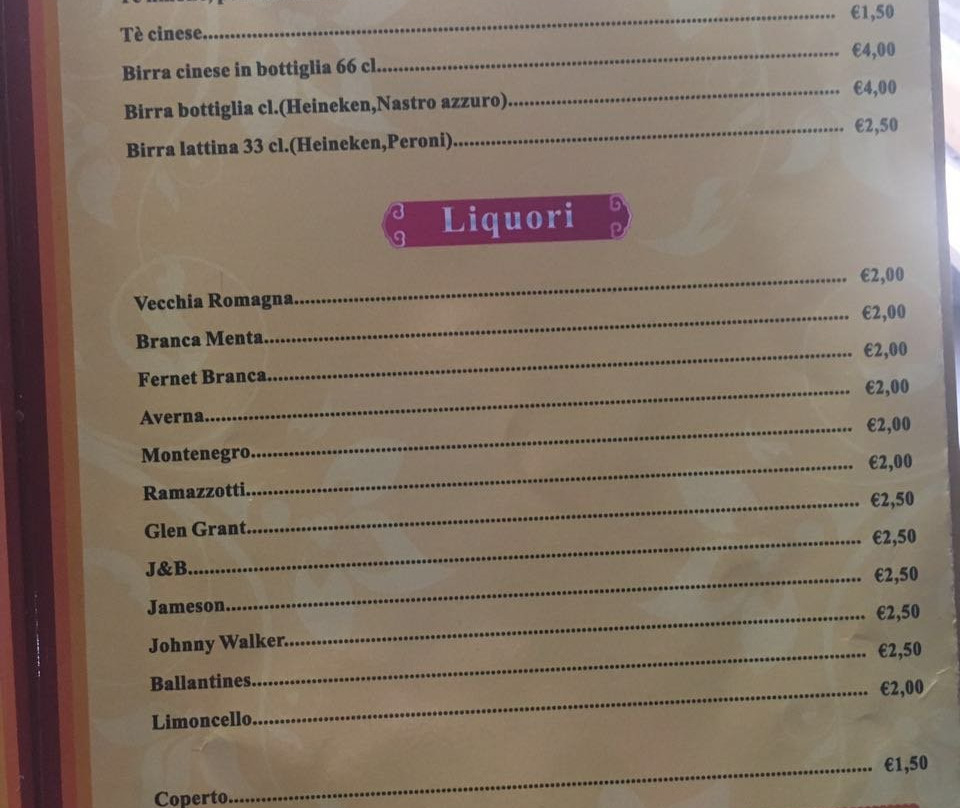 Tè cinese.......... €1,50
Birra cinese in bottiglia 66 cl.......... €4,00
Birra bottiglia cl.(Heineken,Nastro azzuro).......... €4,00
Birra lattina 33 cl.(Heineken,Peroni).......... €2,50
Liquori
Vecchia Romagna.......... €2,00
Branca Menta.......... €2,00
Fernet Branca.......... €2,00
Averna.......... €2,00
Montenegro.......... €2,00
Ramazzotti.......... €2,00
Glen Grant.......... €2,50
J&B.......... €2,50
Jameson.......... €2,50
Johnny Walker.......... €2,50
Ballantines.......... €2,50
Limoncello.......... €2,00
Coperto.......... €1,50